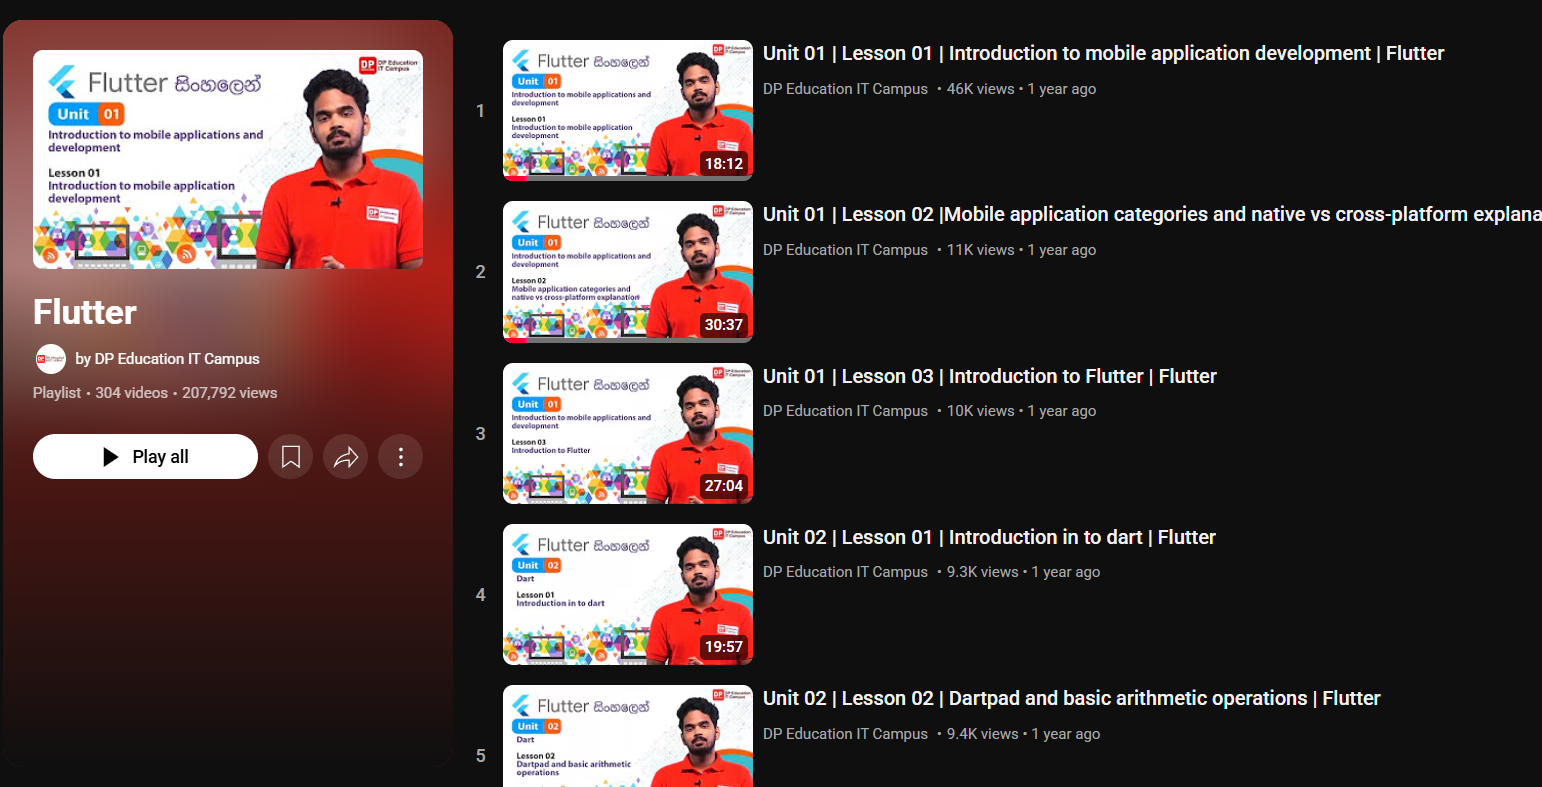 DP Education
IT Campus
Flutter සිංහලෙන්
Unit 01
Introduction to mobile applications and
development
Lesson 01
Introduction to mobile application
development
Flutter
by DP Education IT Campus
Playlist • 304 videos • 207,792 views
Play all
1
Flutter සිංහලෙන්
Unit 01
Introduction to mobile applications and
development
Lesson 01
Introduction to mobile application
development
18:12
Unit 01 | Lesson 01 | Introduction to mobile application development | Flutter
DP Education IT Campus • 46K views • 1 year ago
2
Flutter සිංහලෙන්
Unit 01
Introduction to mobile applications and
development
Lesson 02
Mobile application categories and
native vs cross-platform explanation
30:37
Unit 01 | Lesson 02 |Mobile application categories and native vs cross-platform explana
DP Education IT Campus • 11K views • 1 year ago
3
Flutter සිංහලෙන්
Unit 01
Introduction to mobile applications and
development
Lesson 03
Introduction to Flutter
27:04
Unit 01 | Lesson 03 | Introduction to Flutter | Flutter
DP Education IT Campus • 10K views • 1 year ago
4
Flutter සිංහලෙන්
Unit 02
Dart
Lesson 01
Introduction in to dart
19:57
Unit 02 | Lesson 01 | Introduction in to dart | Flutter
DP Education IT Campus • 9.3K views • 1 year ago
5
Flutter සිංහලෙන්
Unit 02
Dart
Lesson 02
Dartpad and basic arithmetic
operations
Unit 02 | Lesson 02 | Dartpad and basic arithmetic operations | Flutter
DP Education IT Campus • 9.4K views • 1 year ago